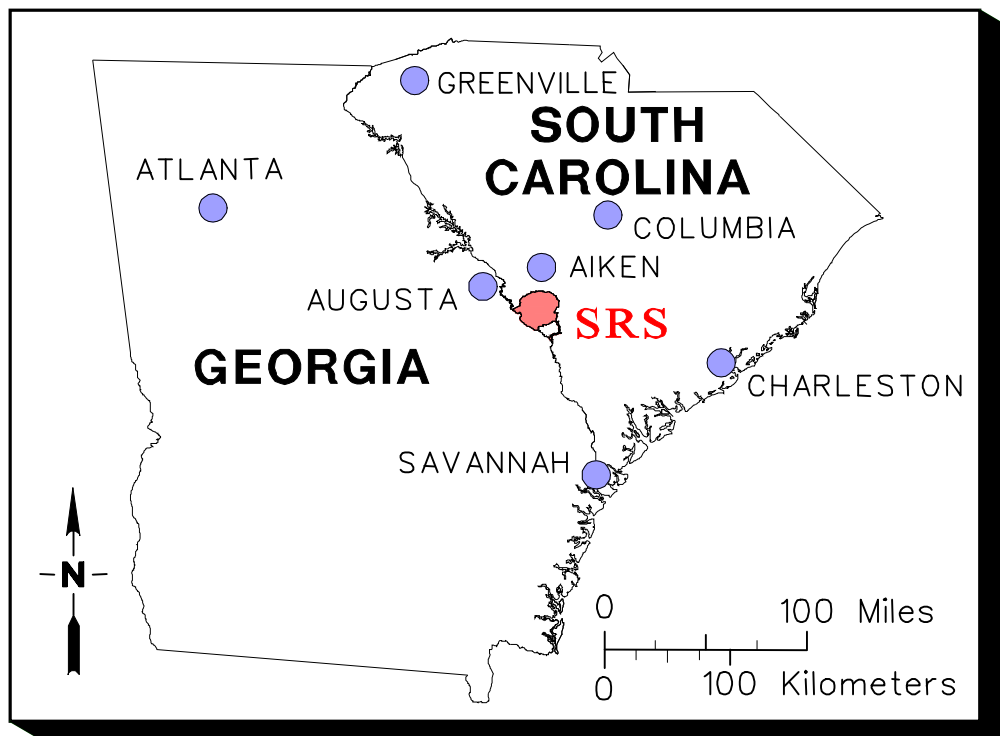 GREENVILLE
SOUTH
CAROLINA
ATLANTA
COLUMBIA
AIKEN
AUGUSTA
SRS
GEORGIA
CHARLESTON
SAVANNAH
N
0 100 Miles
0 100 Kilometers